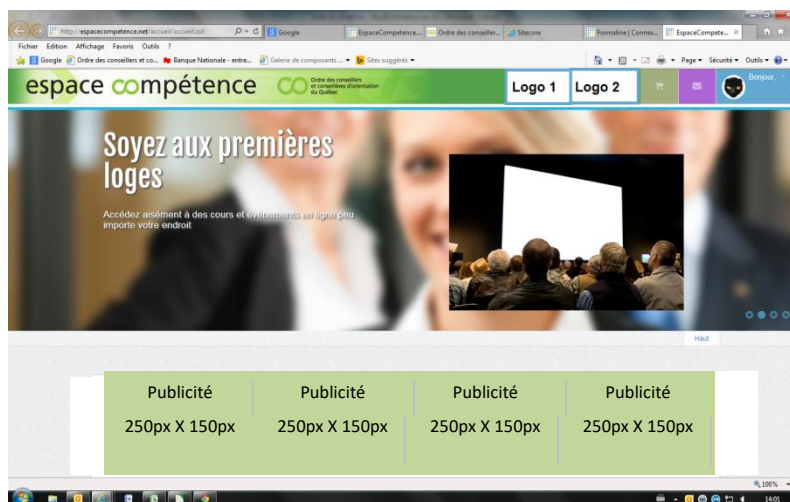 http://espacecompetence.net/accueil/accueil.zul
Google
EspaceCompetence...
Ordre des conseiller...
Sitecore
Formaline | Connex...
EspaceCompete...
Fichier Edition Affichage Favoris Outils ?
Google Ordre des conseillers et co... Banque Nationale - entre... Galerie de composants ... Sites suggérés
Page Sécurité Outils
espace compétence
Ordre des conseillers
et conseillères d'orientation
du Québec
Logo 1 Logo 2
Bonjour,
Soyez aux premières
loges
Accédez aisément à des cours et événements en ligne peu
importe votre endroit
Haut
Publicité Publicité Publicité Publicité
250px X 150px 250px X 150px 250px X 150px 250px X 150px
100%
14:01